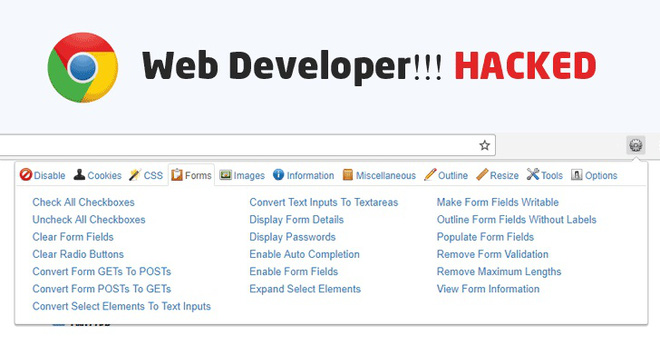 Web Developer!!! HACKED
Disable Cookies CSS Forms Images Information Miscellaneous Outline Resize Tools Options
Check All Checkboxes Convert Text Inputs To Textareas Make Form Fields Writable
Uncheck All Checkboxes Display Form Details Outline Form Fields Without Labels
Clear Form Fields Display Passwords Populate Form Fields
Clear Radio Buttons Enable Auto Completion Remove Form Validation
Convert Form GETs To POSTs Enable Form Fields Remove Maximum Lengths
Convert Form POSTs To GETs Expand Select Elements View Form Information
Convert Select Elements To Text Inputs